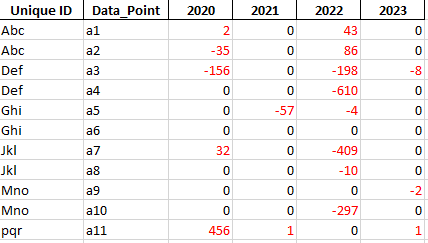 Unique ID Data_Point 2020 2021 2022 2023
Abc a1 2 0 43 0
Abc a2 -35 0 86 0
Def a3 -156 0 -198 -8
Def a4 0 0 -610 0
Ghi a5 0 -57 -4 0
Ghi a6 0 0 0 0
Jkl a7 32 0 -409 0
Jkl a8 0 0 -10 0
Mno a9 0 0 0 -2
Mno a10 0 0 -297 0
pqr a11 456 1 0 1